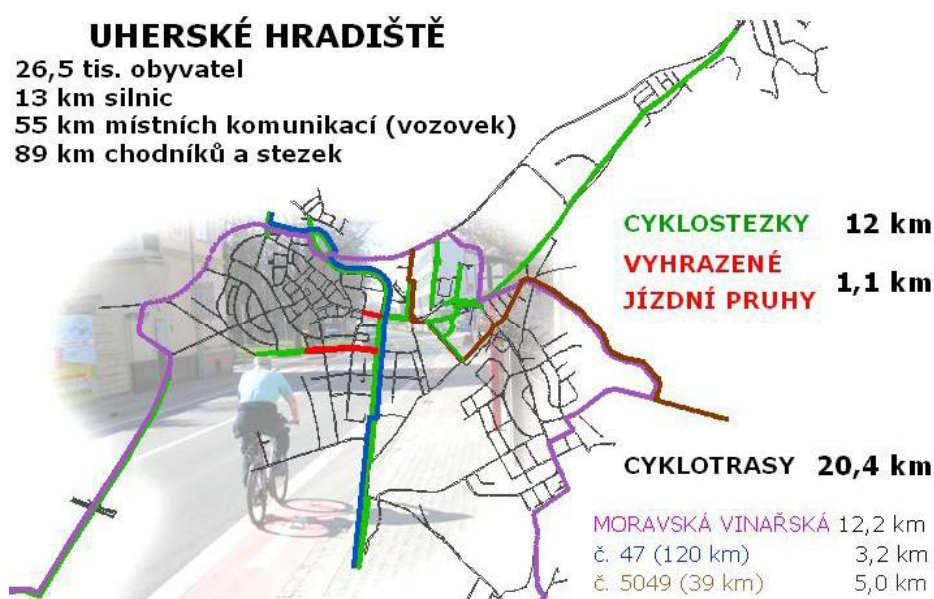 UHERSKÉ HRADIŠTĚ
26,5 tis. obyvatel
13 km silnic
55 km místních komunikací (vozovek)
89 km chodníků a stezek
CYKLOSTEZKY 12 km
VYHRAZENÉ
JÍZDNÍ PRUHY 1,1 km
CYKLOTRASY 20,4 km
MORAVSKÁ VINAŘSKÁ 12,2 km
č. 47 (120 km) 3,2 km
č. 5049 (39 km) 5,0 km